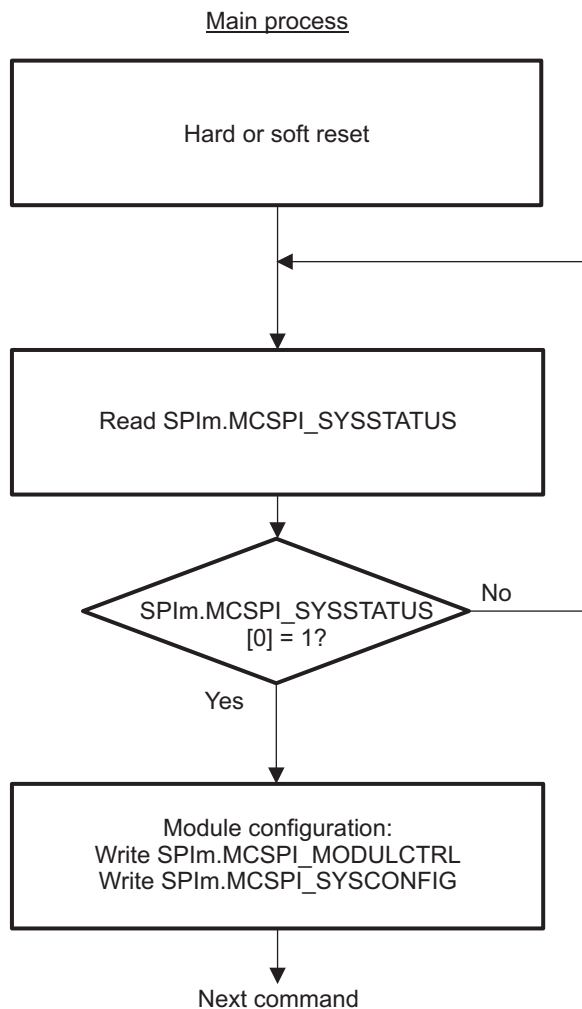 Main process
Hard or soft reset
Read SPIm.MCSPI_SYSSTATUS
SPIm.MCSPI_SYSSTATUS
[0] = 1?
No
Yes
Module configuration:
Write SPIm.MCSPI_MODULCTRL
Write SPIm.MCSPI_SYSCONFIG
Next command